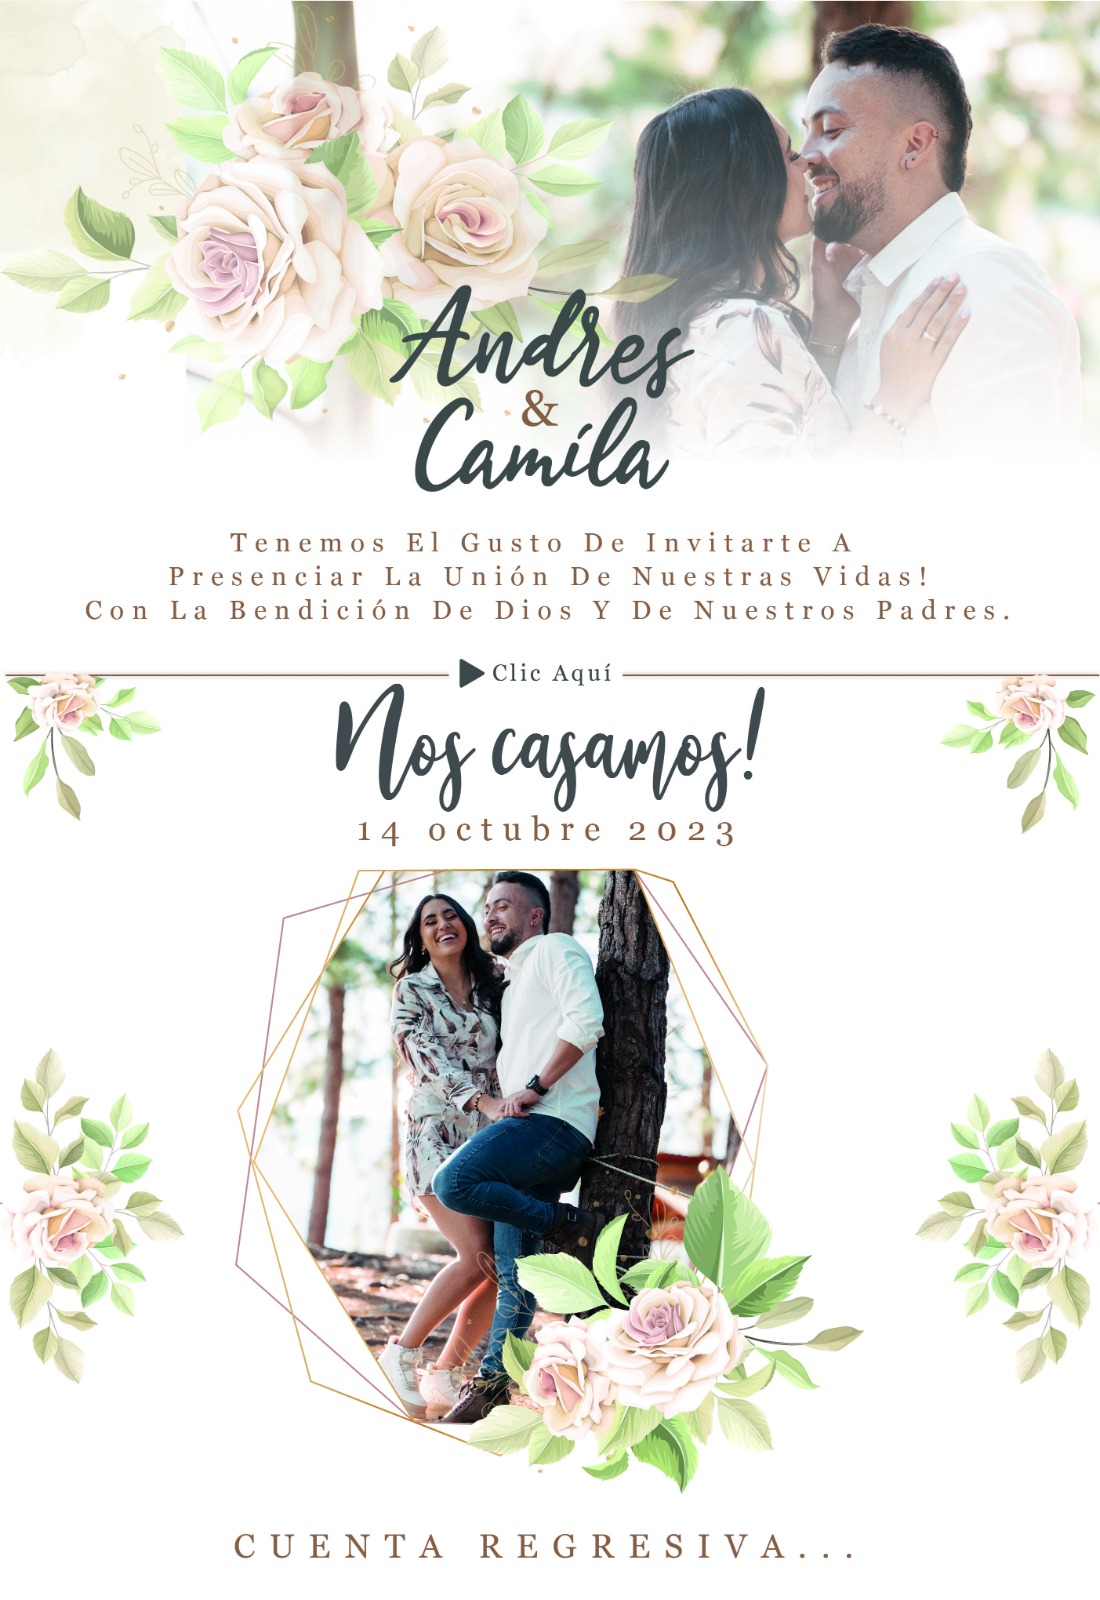 Andres
&
Camila
Tenemos El Gusto De Invitarte A
Presenciar La Unión De Nuestras Vidas!
Con La Bendición De Dios Y De Nuestros Padres.
Clic Aquí
Nos casamos!
14 octubre 2023
CUENTA REGRESIVA...